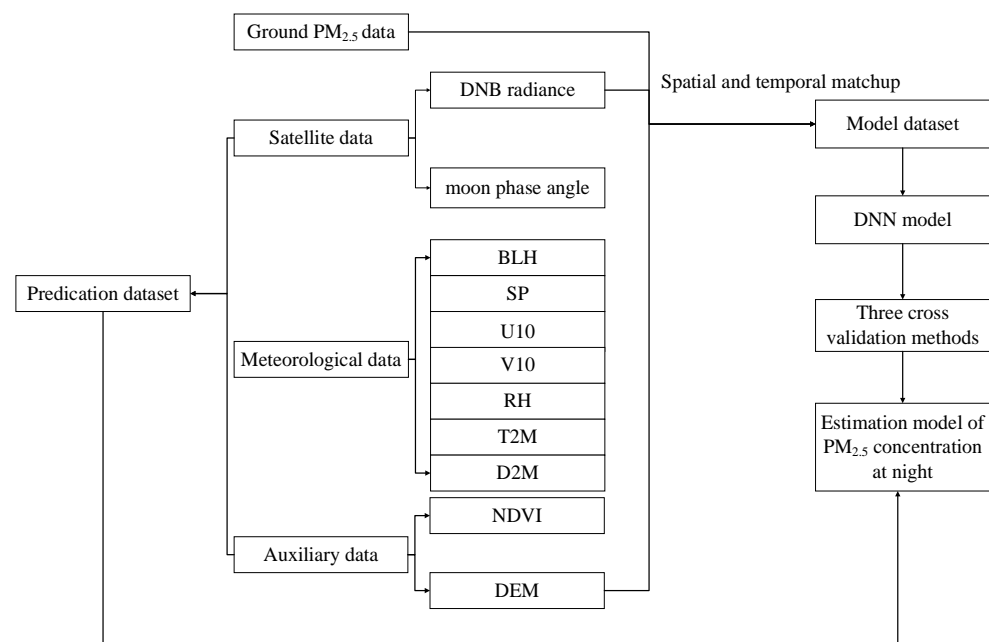 Ground PM2.5 data
DNB radiance
Spatial and temporal matchup
Model dataset
Satellite data
moon phase angle
DNN model
BLH
Predication dataset
SP
Three cross
validation methods
U10
Meteorological data
V10
RH
Estimation model of
PM2.5 concentration
at night
T2M
D2M
NDVI
Auxiliary data
DEM